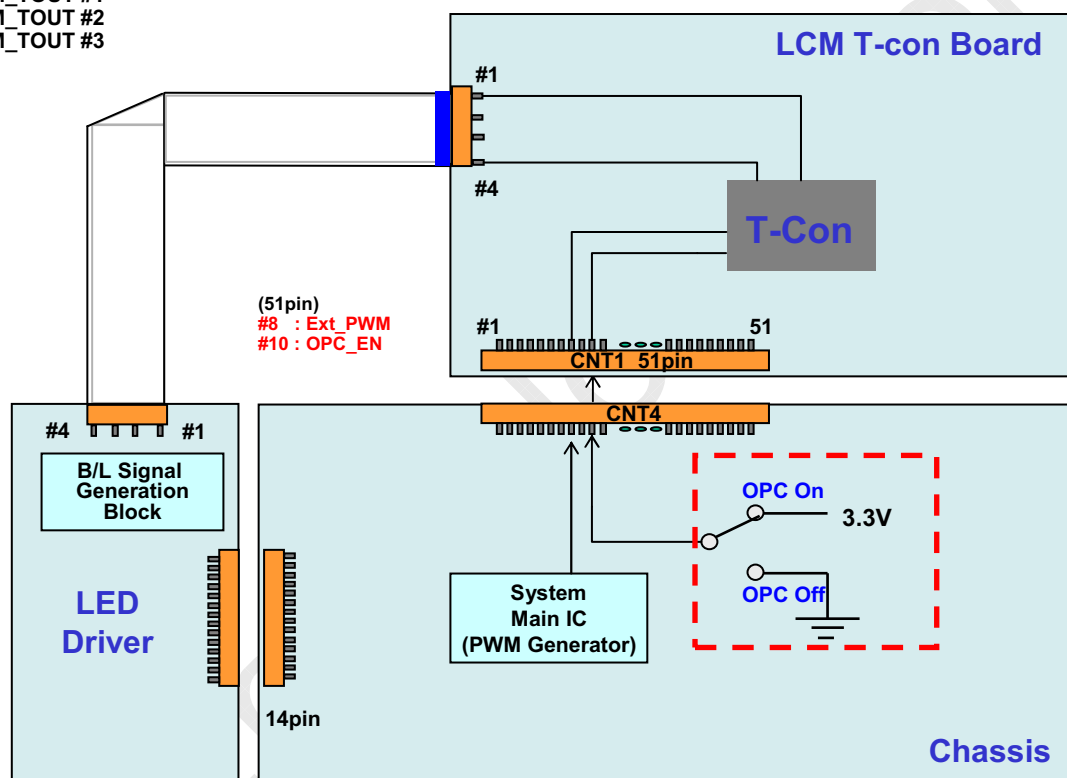 M_TOUT #2
M_TOUT #3
LCM T-con Board
#1
#4
T-Con
(51pin)
#8 : Ext_PWM
#10 : OPC_EN
#1
51
CNT1 51pin
CNT4
#4
#1
B/L Signal
Generation
Block
OPC On
3.3V
OPC Off
System
Main IC
(PWM Generator)
LED
Driver
14pin
Chassis